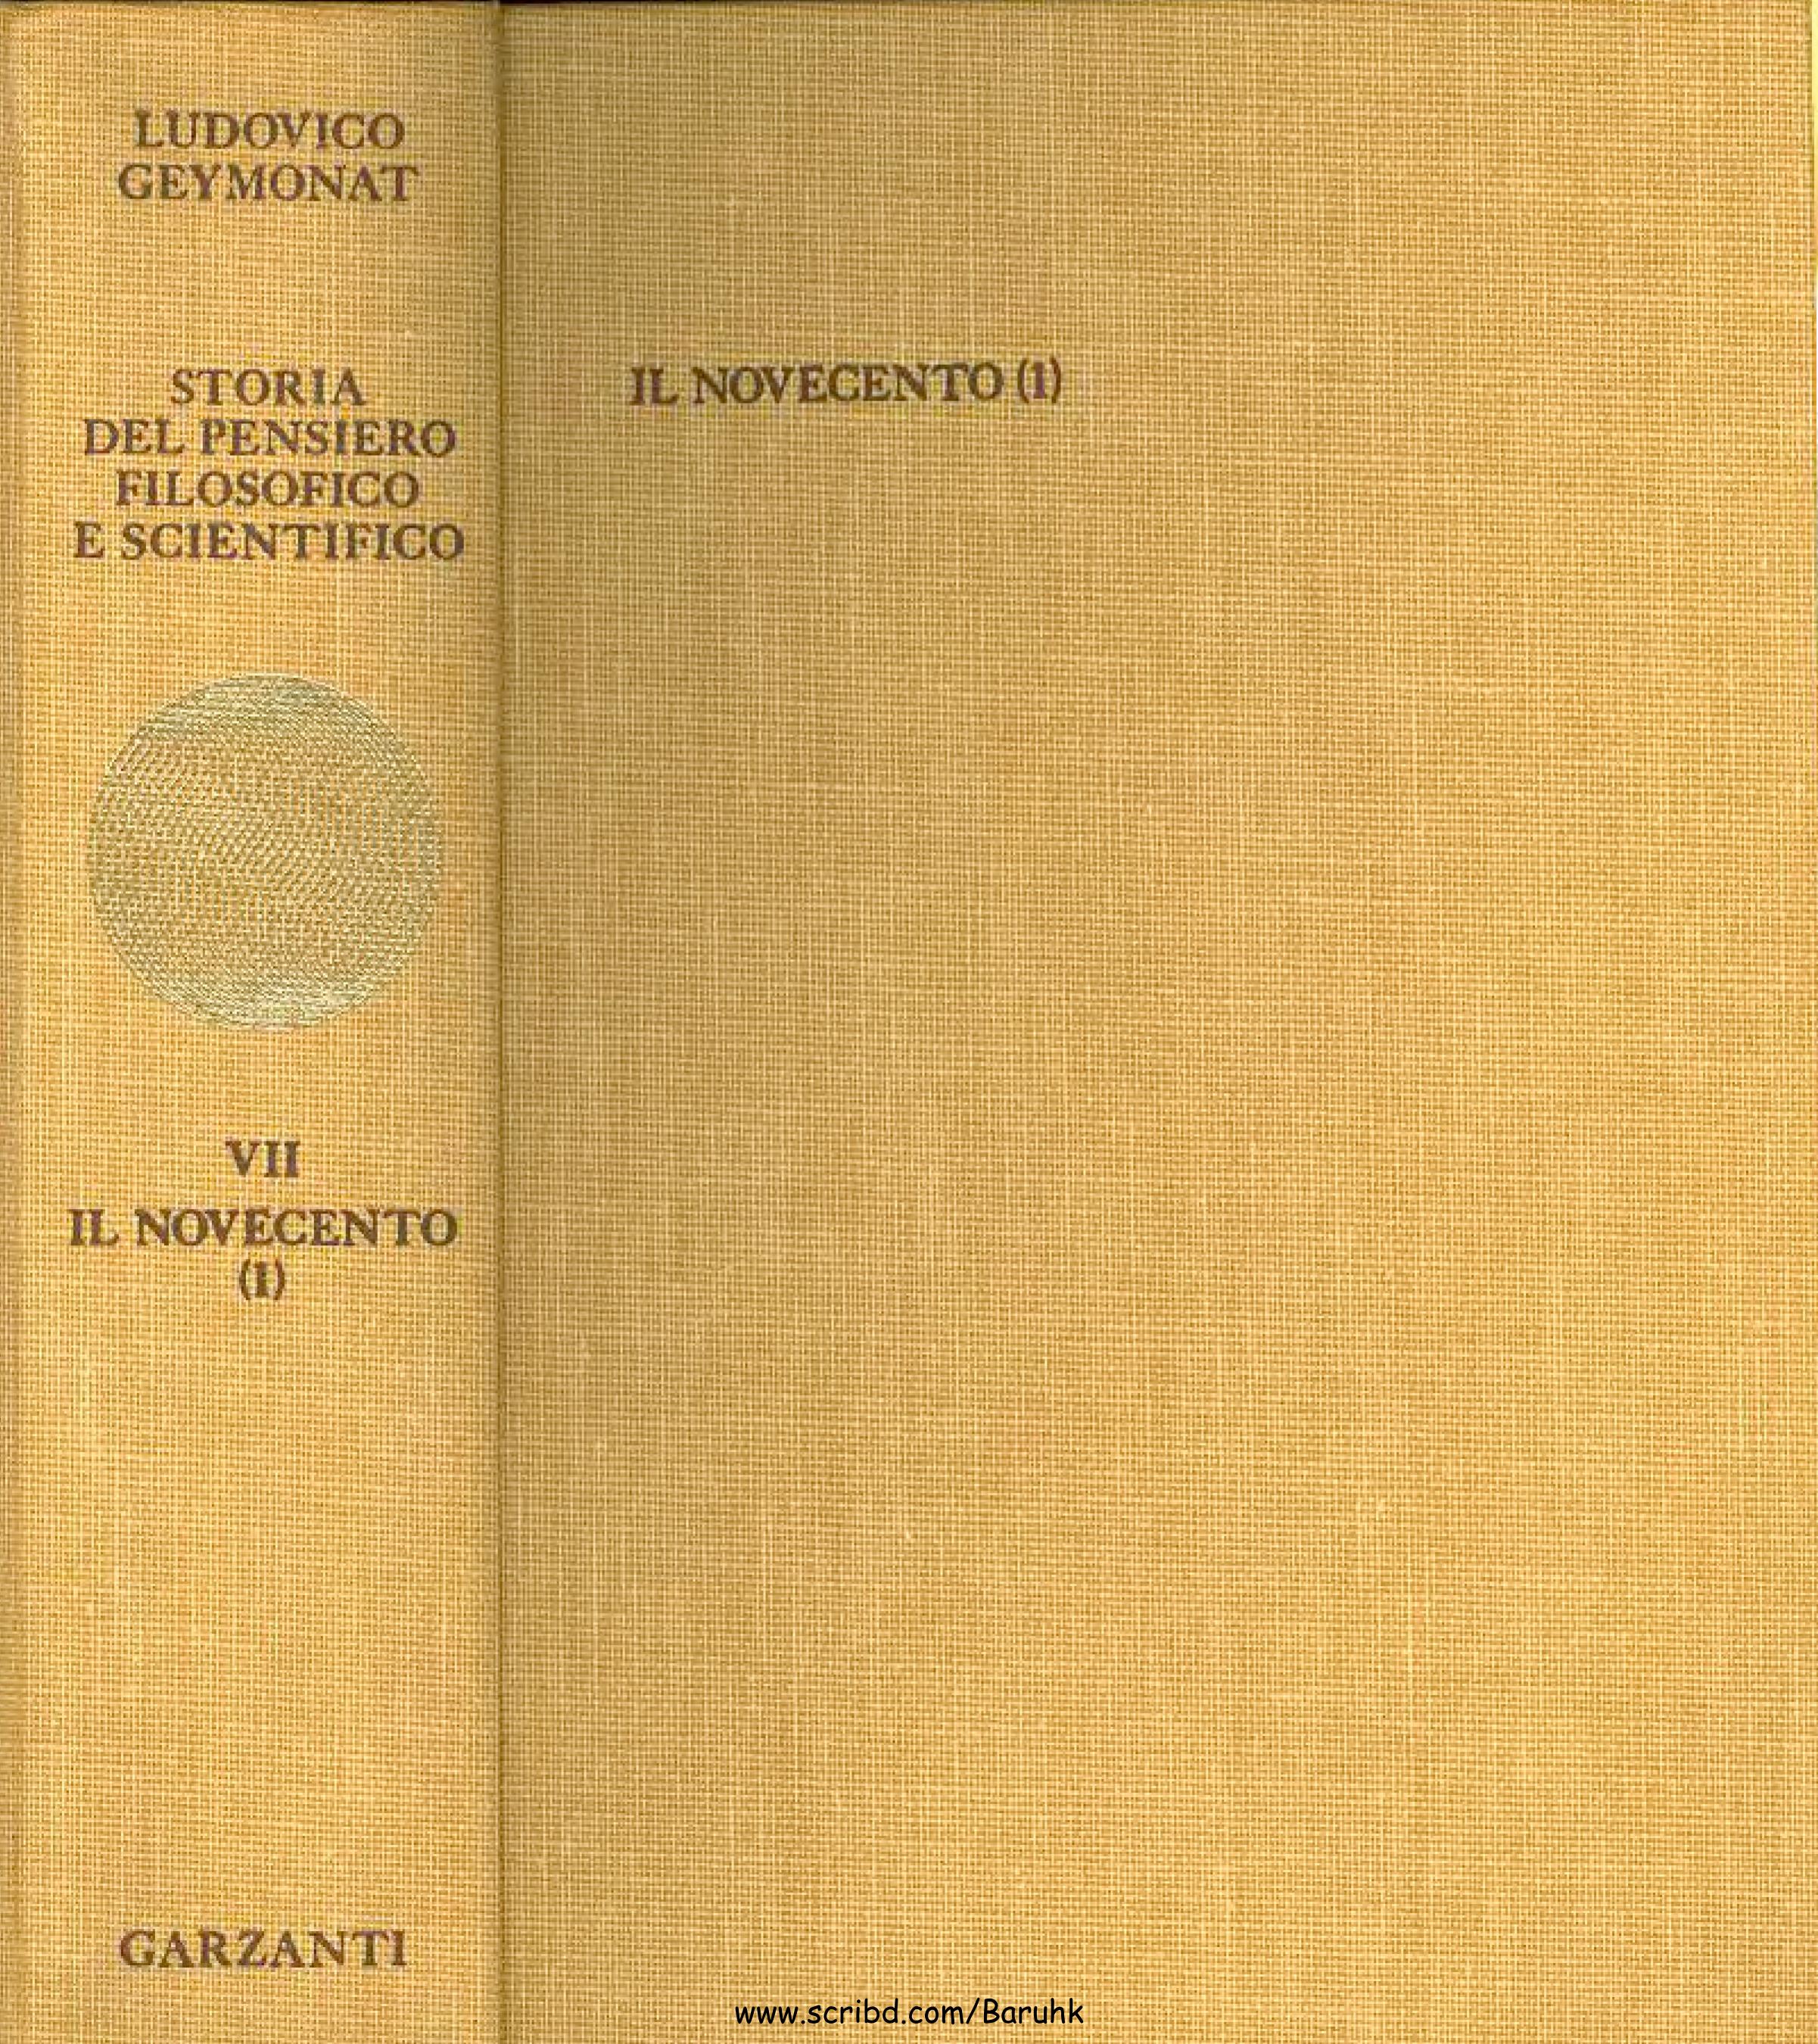 LUDOVICO
GEYMONAT
STORIA
DEL PENSIERO
FILOSOFICO
E SCIENTIFICO
VII
IL NOVECENTO
(1)
GARZANTI
IL NOVECENTO (1)
www.scribd.com/Baruhk